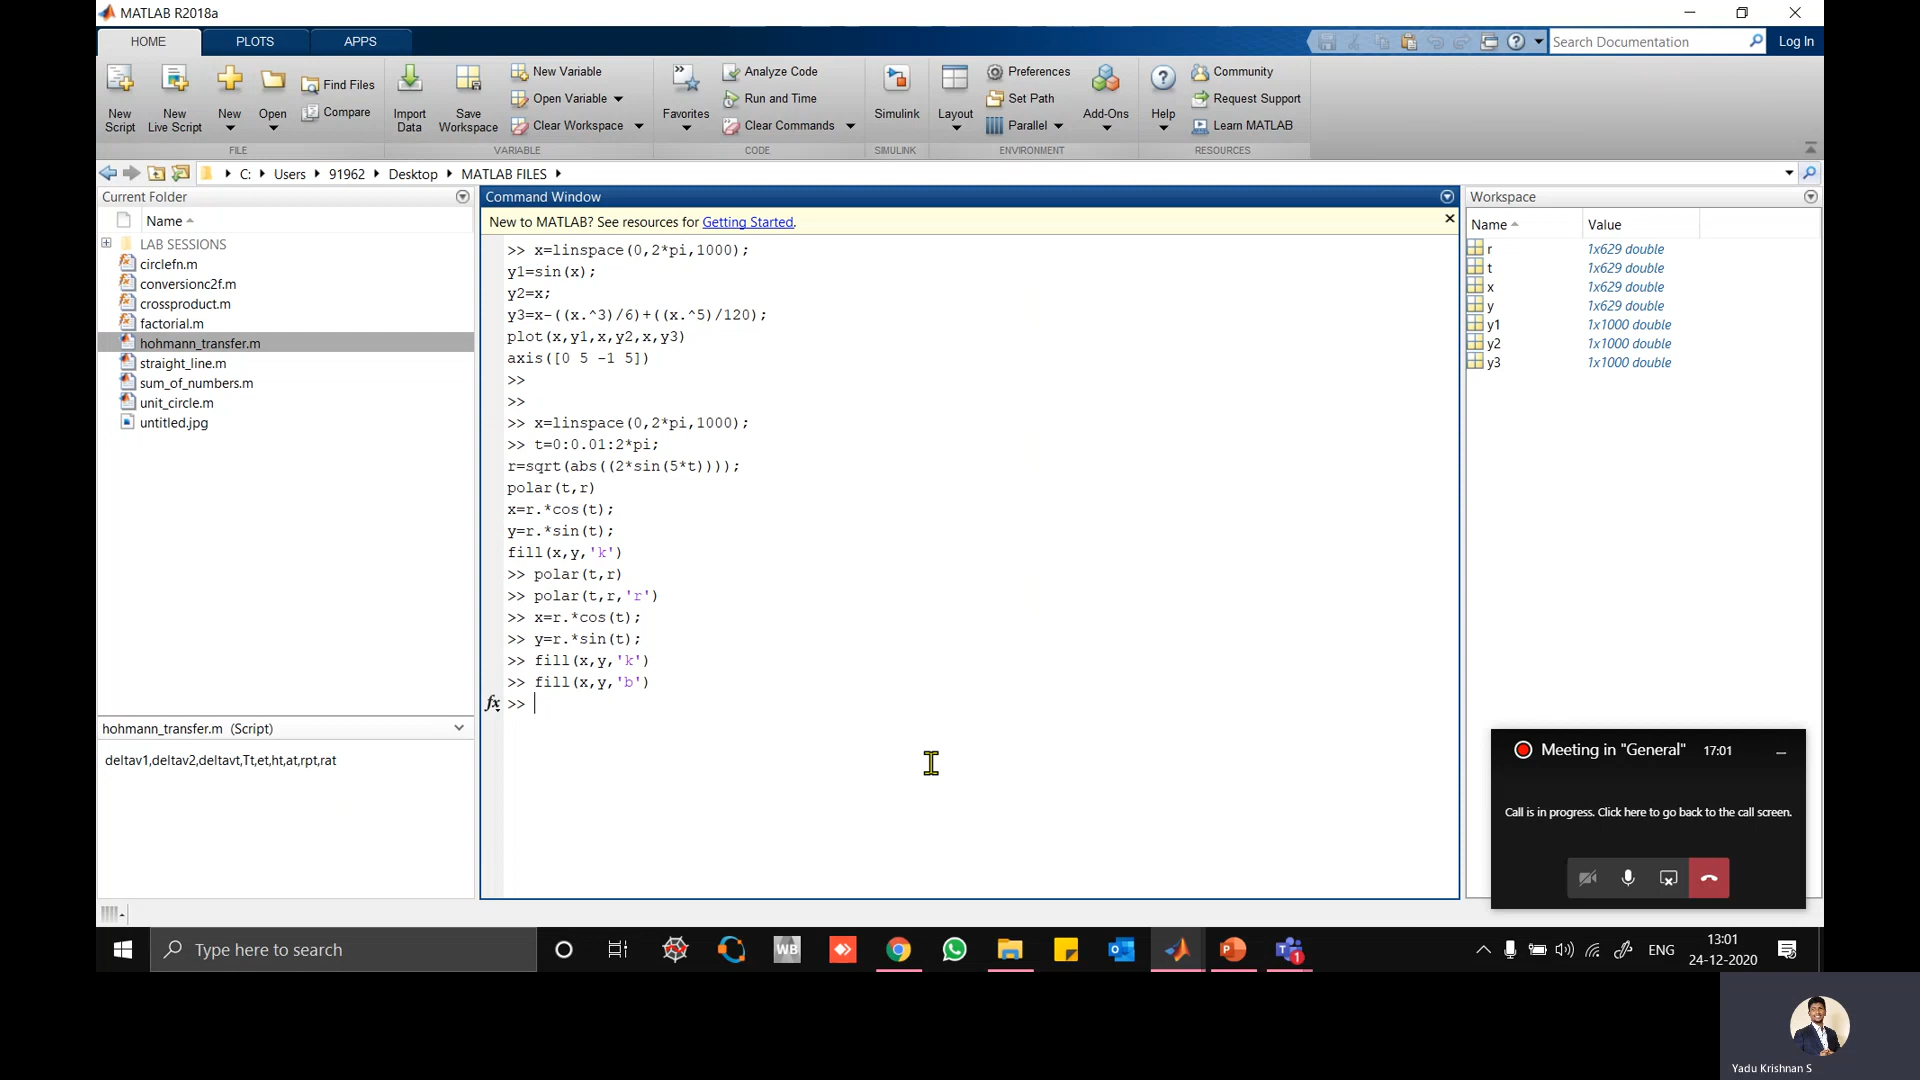 MATLAB R2018a
HOME PLOTS APPS
Search Documentation Log In
New Script
New Live Script
New
Open
Find Files
Compare
Import Data
Save Workspace
New Variable
Open Variable
Clear Workspace
Favorites
Analyze Code
Run and Time
Clear Commands
Simulink
Layout
Preferences
Set Path
Parallel
Add-Ons
Help
Community
Request Support
Learn MATLAB
FILE VARIABLE CODE SIMULINK ENVIRONMENT RESOURCES
C: Users 91962 Desktop MATLAB FILES
Current Folder
Name
LAB SESSIONS
circlefn.m
conversionc2f.m
crossproduct.m
factorial.m
hohmann_transfer.m
straight_line.m
sum_of_numbers.m
unit_circle.m
untitled.jpg
hohmann_transfer.m (Script)
deltav1,deltav2,deltavt,Tt,et,ht,at,rpt,rat
Command Window
New to MATLAB? See resources for Getting Started.
>> x=linspace(0,2*pi,1000);
y1=sin(x);
y2=x;
y3=x-((x.^3)/6)+((x.^5)/120);
plot(x,y1,x,y2,x,y3)
axis([0 5 -1 5])
>>
>>
>> x=linspace(0,2*pi,1000);
>> t=0:0.01:2*pi;
r=sqrt(abs((2*sin(5*t))));
polar(t,r)
x=r.*cos(t);
y=r.*sin(t);
fill(x,y,'k')
>> polar(t,r)
>> polar(t,r,'r')
>> x=r.*cos(t);
>> y=r.*sin(t);
>> fill(x,y,'k')
>> fill(x,y,'b')
fx >>
Workspace
Name Value
r 1x629 double
t 1x629 double
x 1x629 double
y 1x629 double
y1 1x1000 double
y2 1x1000 double
y3 1x1000 double
Meeting in "General" 17:01
Call is in progress. Click here to go back to the call screen.
Type here to search
WB
1
ENG
13:01
24-12-2020
Yadu Krishnan S